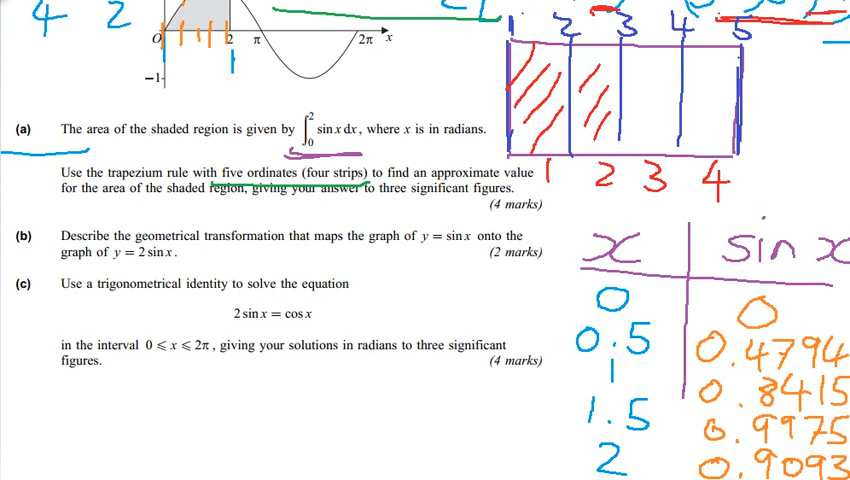 4 2
1 2 3 4 5
O 2 π 2π x
−1
(a) The area of the shaded region is given by ∫₀² sin x dx, where x is in radians.
Use the trapezium rule with five ordinates (four strips) to find an approximate value
for the area of the shaded region, giving your answer to three significant figures.
(4 marks)
1 2 3 4
(b) Describe the geometrical transformation that maps the graph of y = sin x onto the
graph of y = 2 sin x. (2 marks)
(c) Use a trigonometrical identity to solve the equation
2 sin x = cos x
in the interval 0 ⩽ x ⩽ 2π, giving your solutions in radians to three significant
figures. (4 marks)
x sin x
0 0
0.5 0.4794
1 0.8415
1.5 0.9975
2 0.9093